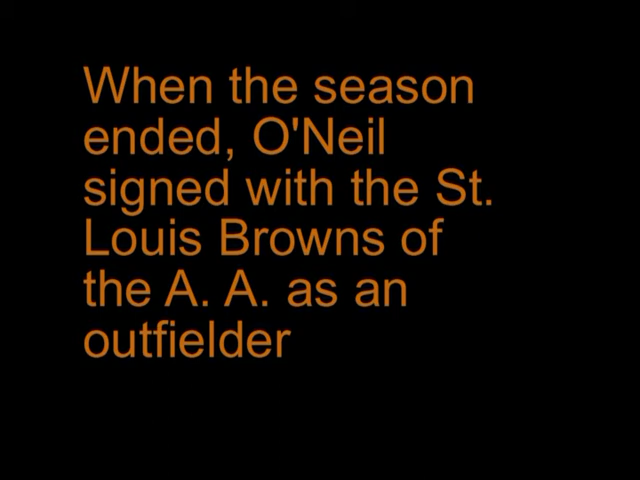 When the season
ended, O'Neil
signed with the St.
Louis Browns of
the A. A. as an
outfielder